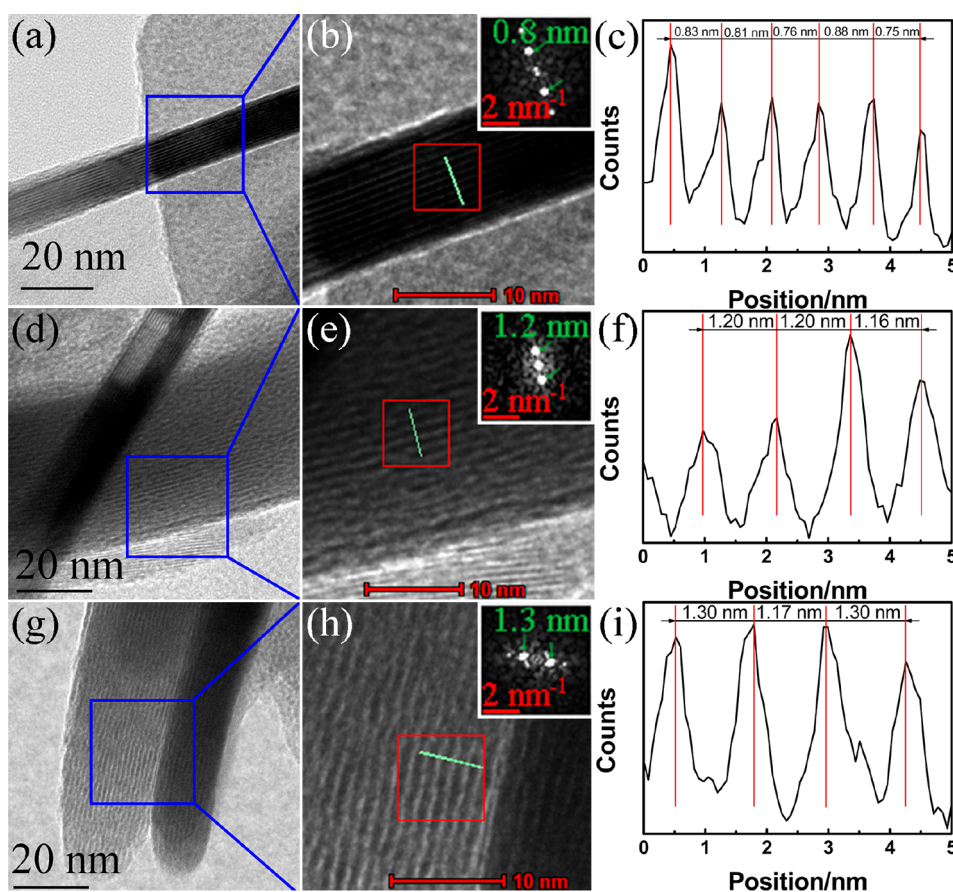 (a)
20 nm
(b)
0.8 nm
2 nm⁻¹
10 nm
(c)
0.83 nm 0.81 nm 0.76 nm 0.88 nm 0.75 nm
Counts
0 1 2 3 4 5
Position/nm
(d)
20 nm
(e)
1.2 nm
2 nm⁻¹
10 nm
(f)
1.20 nm 1.20 nm 1.16 nm
Counts
0 1 2 3 4 5
Position/nm
(g)
20 nm
(h)
1.3 nm
2 nm⁻¹
10 nm
(i)
1.30 nm 1.17 nm 1.30 nm
Counts
0 1 2 3 4 5
Position/nm